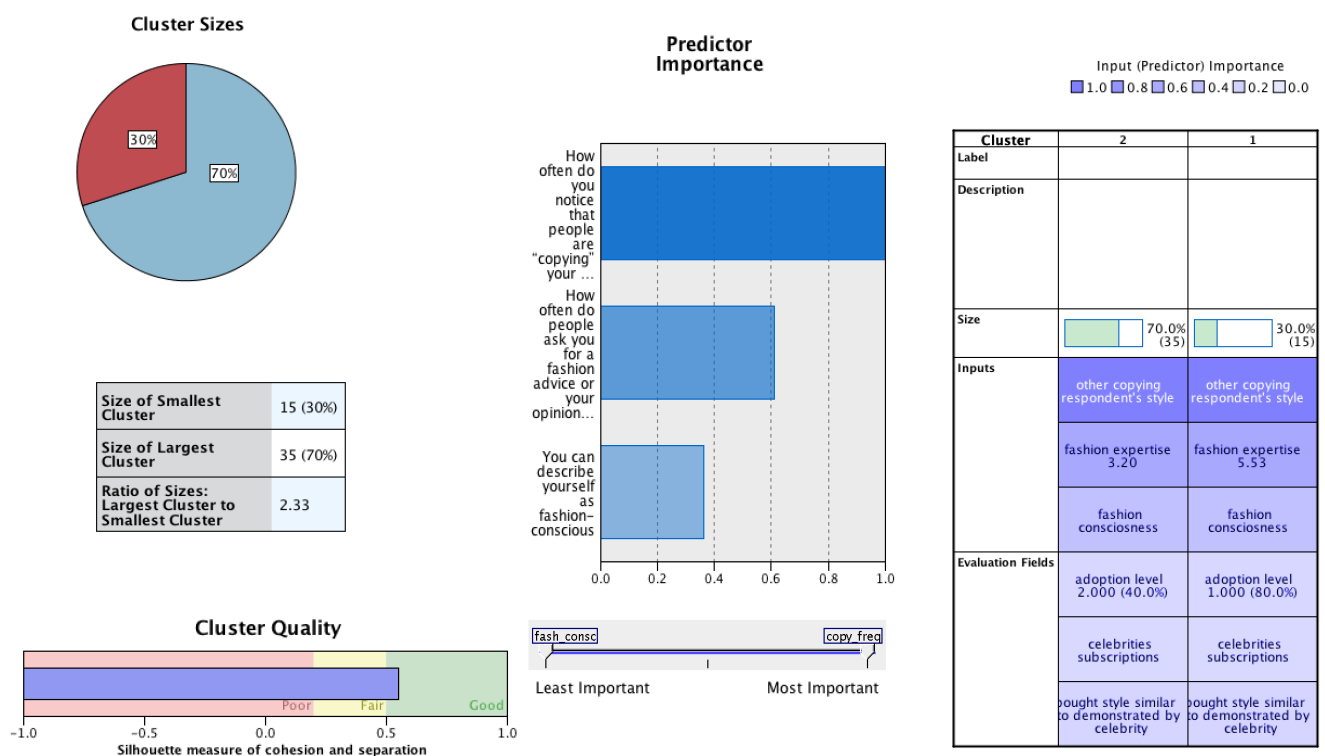 Cluster Sizes
30%
70%
Size of Smallest
Cluster
15 (30%)
Size of Largest
Cluster
35 (70%)
Ratio of Sizes:
Largest Cluster to
Smallest Cluster
2.33
Cluster Quality
Poor
Fair
Good
-1.0
-0.5
0.0
0.5
1.0
Silhouette measure of cohesion and separation
Predictor
Importance
How
often do
you
notice
that
people
are
“copying”
your ...
How
often do
people
ask you
for a
fashion
advice or
your
opinion...
You can
describe
yourself
as
fashion-
conscious
0.0
0.2
0.4
0.6
0.8
1.0
fash_consc
copy_freq
Least Important
Most Important
Input (Predictor) Importance
1.0 0.8 0.6 0.4 0.2 0.0
Cluster
2
1
Label
Description
Size
70.0%
(35)
30.0%
(15)
Inputs
other copying
respondent's style
other copying
respondent's style
fashion expertise
3.20
fashion expertise
5.53
fashion
consciosness
fashion
consciosness
Evaluation Fields
adoption level
2.000 (40.0%)
adoption level
1.000 (80.0%)
celebrities
subscriptions
celebrities
subscriptions
bought style similar
to demonstrated by
celebrity
bought style similar
to demonstrated by
celebrity